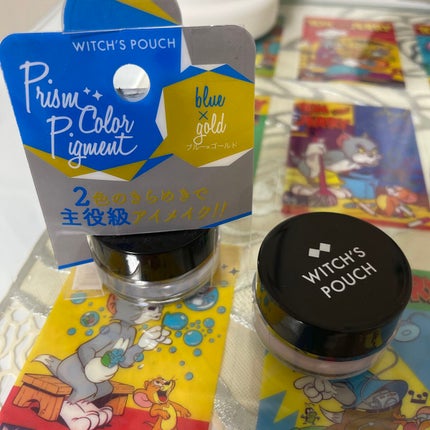 WITCH'S POUCH
Prism
Color
Pigment
blue
×
gold
ブルー×ゴールド
2色のきらめきで
主役級アイメイク!!
WITCH'S
POUCH